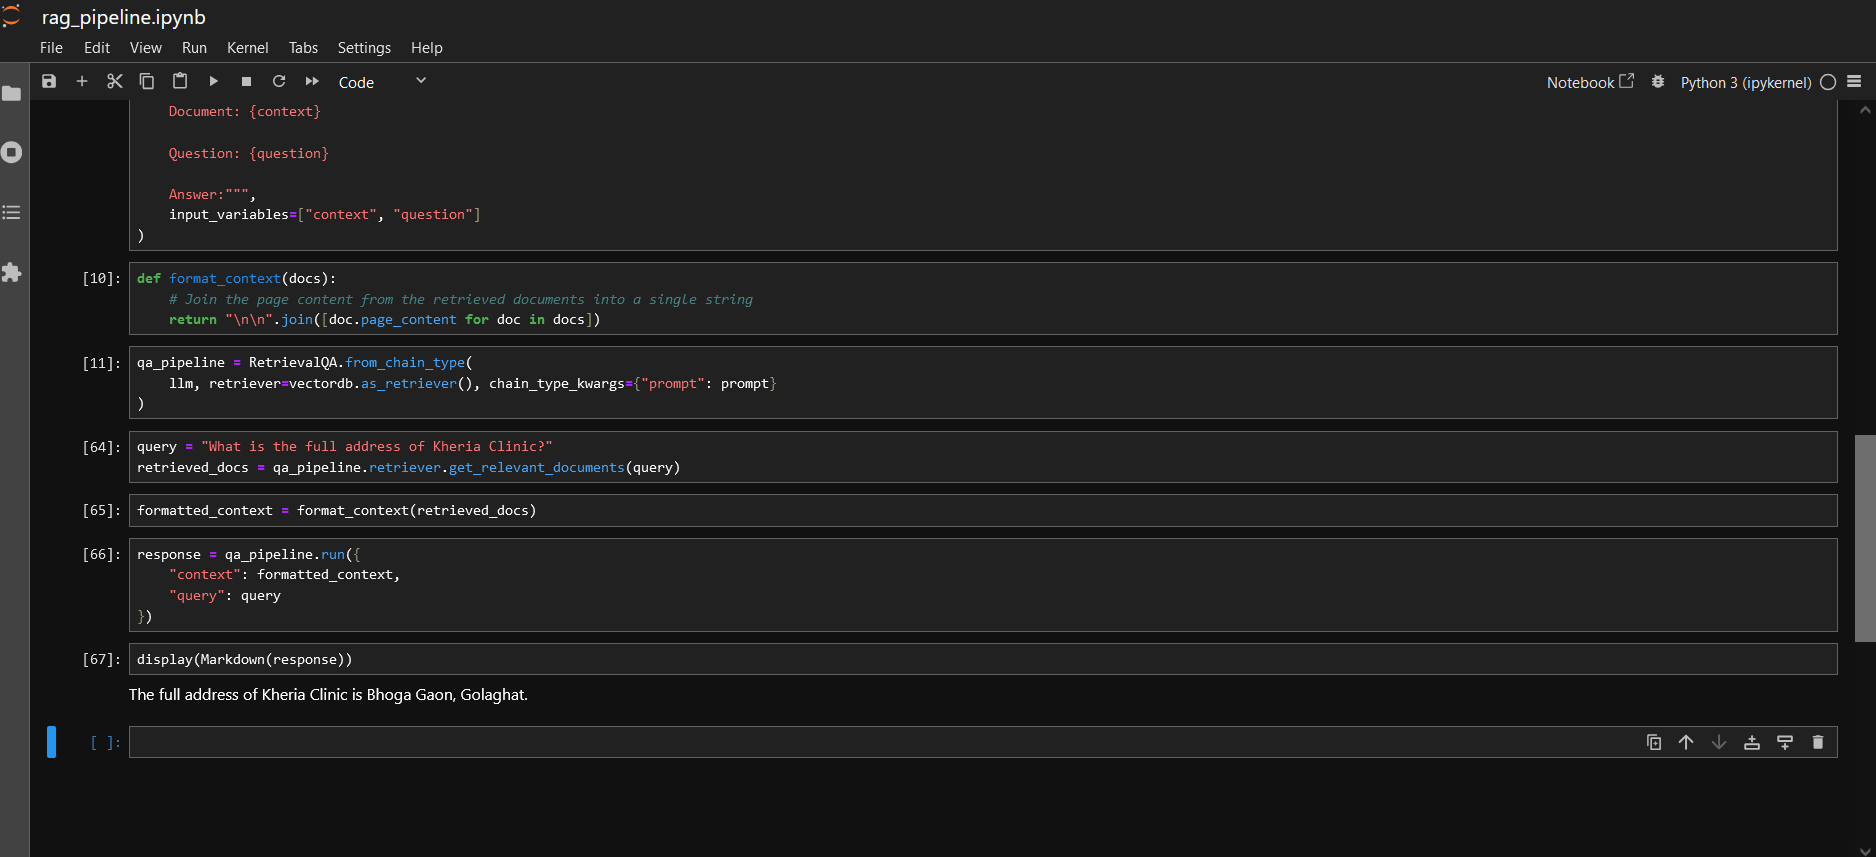 rag_pipeline.ipynb
File Edit View Run Kernel Tabs Settings Help
Code
Notebook Python 3 (ipykernel)
Document: {context}
Question: {question}
Answer:""",
input_variables=["context", "question"]
)
[10]: def format_context(docs):
# Join the page content from the retrieved documents into a single string
return "\n\n".join([doc.page_content for doc in docs])
[11]: qa_pipeline = RetrievalQA.from_chain_type(
llm, retriever=vectordb.as_retriever(), chain_type_kwargs={"prompt": prompt}
)
[64]: query = "What is the full address of Kheria Clinic?"
retrieved_docs = qa_pipeline.retriever.get_relevant_documents(query)
[65]: formatted_context = format_context(retrieved_docs)
[66]: response = qa_pipeline.run({
"context": formatted_context,
"query": query
})
[67]: display(Markdown(response))
The full address of Kheria Clinic is Bhoga Gaon, Golaghat.
[ ]: